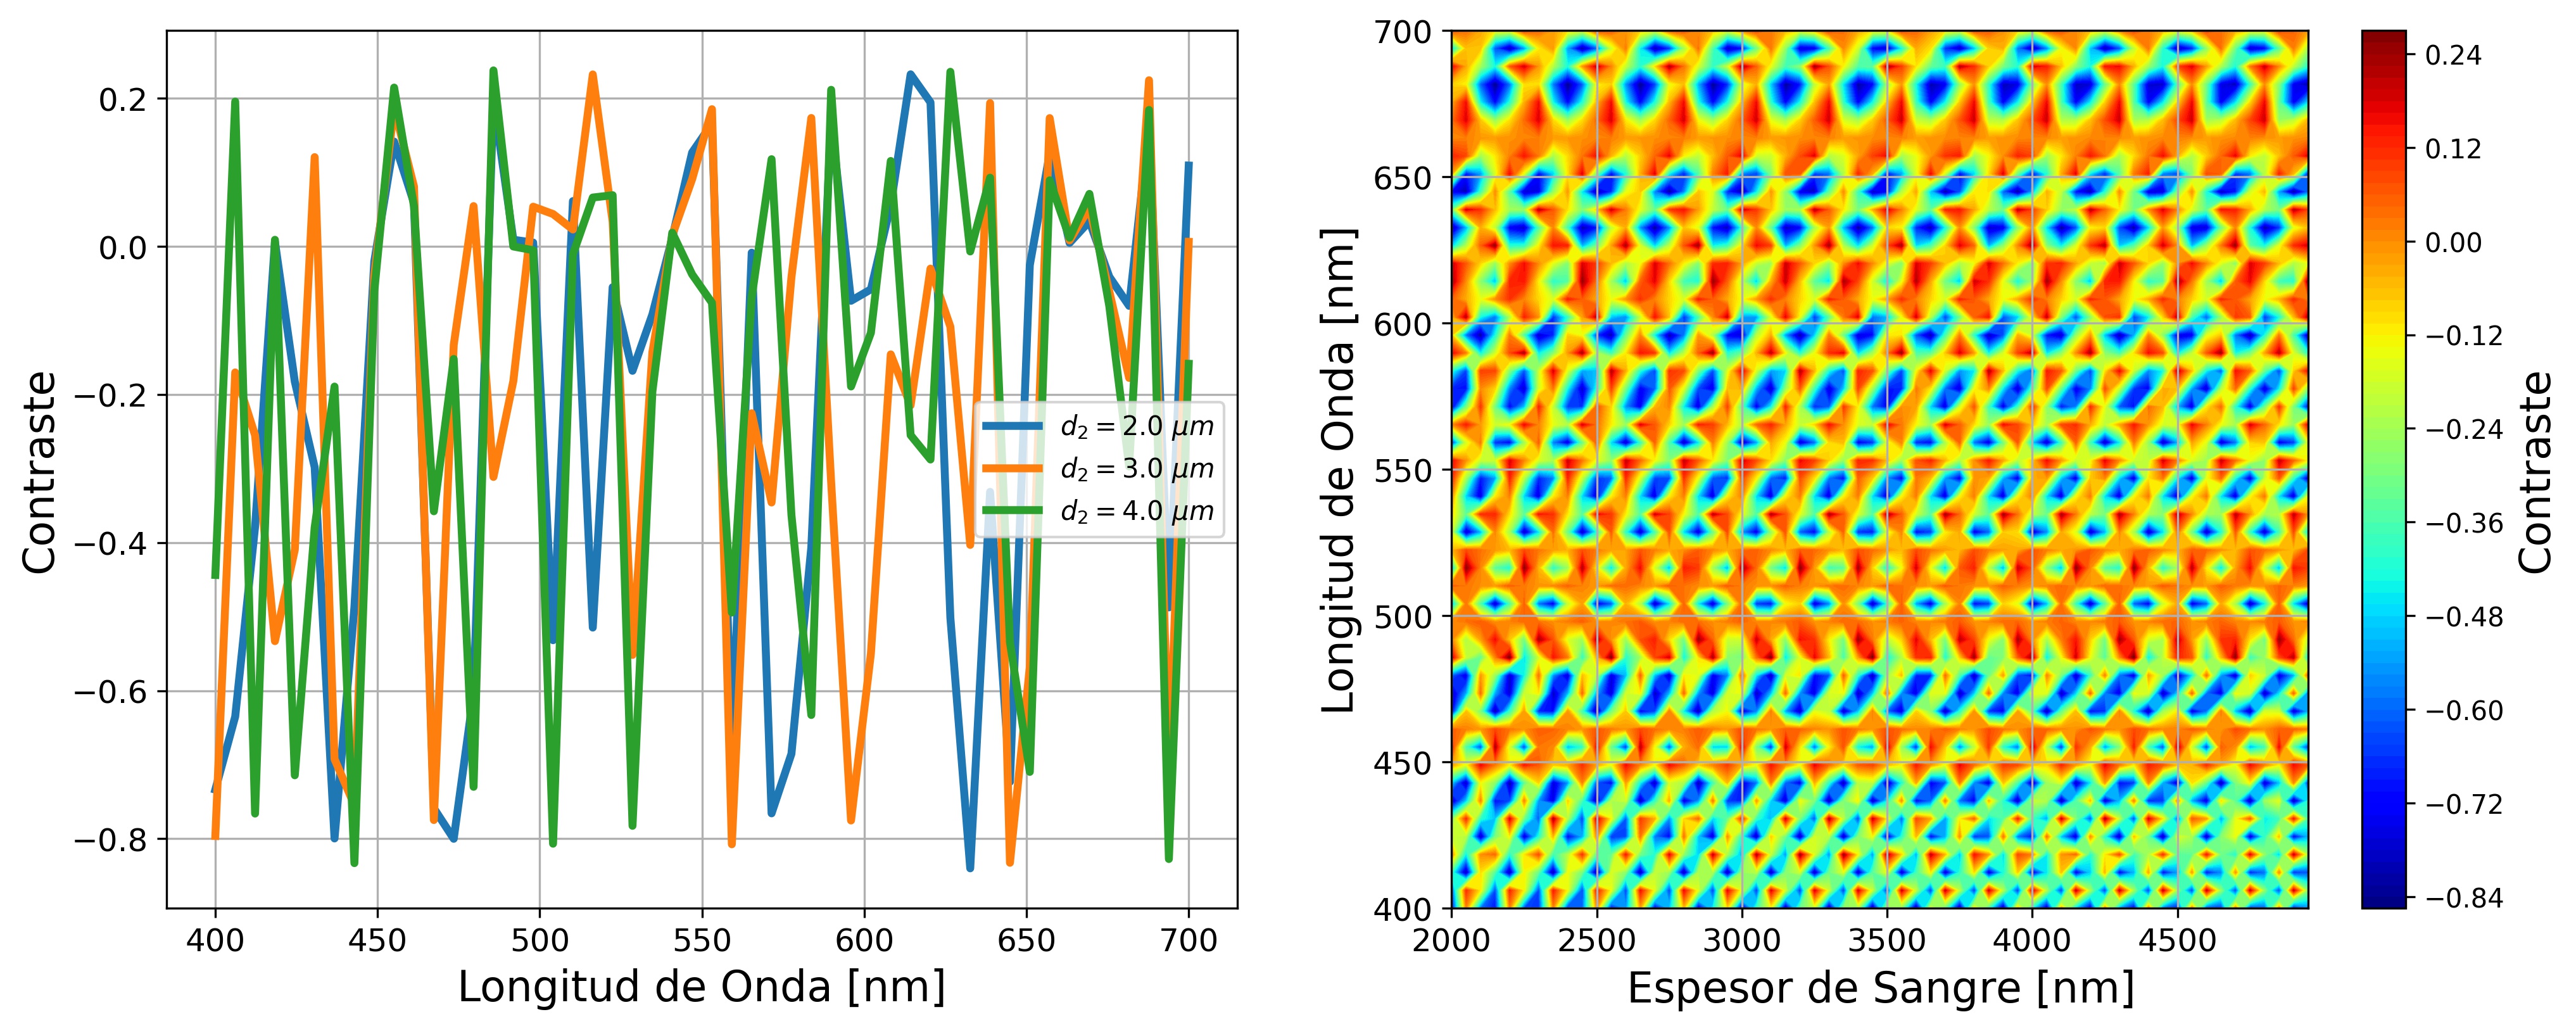 0.2
0.0
−0.2
−0.4
−0.6
−0.8
Contraste
400 450 500 550 600 650 700
Longitud de Onda [nm]
d₂ = 2.0 μm
d₂ = 3.0 μm
d₂ = 4.0 μm
700
650
600
550
500
450
400
Longitud de Onda [nm]
2000 2500 3000 3500 4000 4500
Espesor de Sangre [nm]
0.24
0.12
0.00
−0.12
−0.24
−0.36
−0.48
−0.60
−0.72
−0.84
Contraste